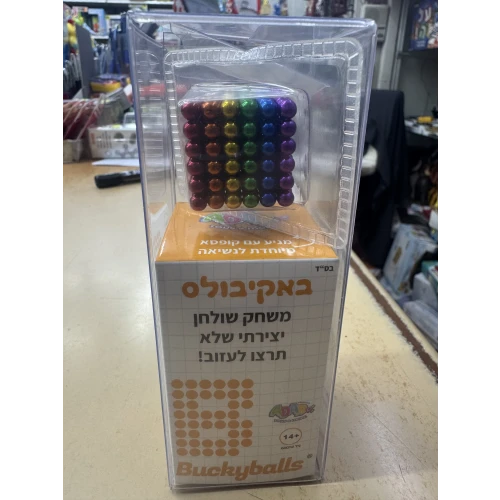 מגיע עם קופסא
מיוחדת לנשיאה
בס"ד
באקיבולס
משחק שולחן
יצירתי שלא
תרצו לעזוב!
14+
Buckyballs®